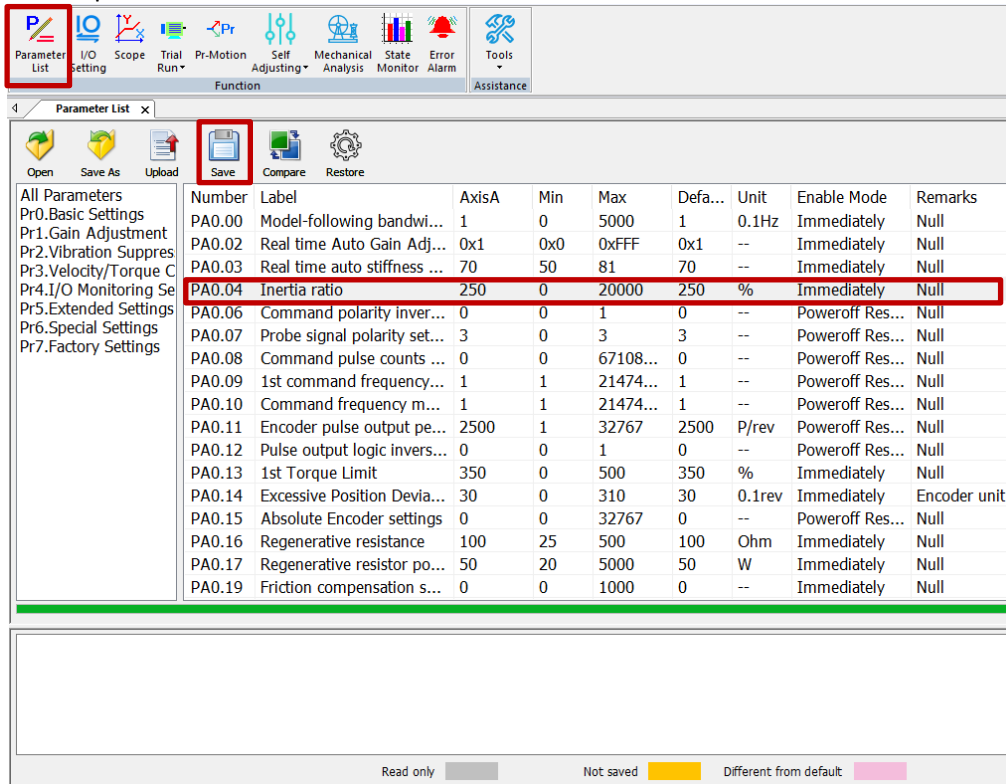 Parameter List
I/O Setting
Scope
Trial Run
Pr-Motion
Self Adjusting
Mechanical Analysis
State Monitor
Error Alarm
Tools
Function
Assistance
Parameter List x
Open Save As Upload Save Compare Restore
All Parameters
Pr0.Basic Settings
Pr1.Gain Adjustment
Pr2.Vibration Suppres
Pr3.Velocity/Torque C
Pr4.I/O Monitoring Se
Pr5.Extended Settings
Pr6.Special Settings
Pr7.Factory Settings
Number Label AxisA Min Max Defa... Unit Enable Mode Remarks
PA0.00 Model-following bandwi... 1 0 5000 1 0.1Hz Immediately Null
PA0.02 Real time Auto Gain Adj... 0x1 0x0 0xFFF 0x1 -- Immediately Null
PA0.03 Real time auto stiffness ... 70 50 81 70 -- Immediately Null
PA0.04 Inertia ratio 250 0 20000 250 % Immediately Null
PA0.06 Command polarity inver... 0 0 1 0 -- Poweroff Res... Null
PA0.07 Probe signal polarity set... 3 0 3 3 -- Poweroff Res... Null
PA0.08 Command pulse counts ... 0 0 67108... 0 -- Poweroff Res... Null
PA0.09 1st command frequency... 1 1 21474... 1 -- Poweroff Res... Null
PA0.10 Command frequency m... 1 1 21474... 1 -- Poweroff Res... Null
PA0.11 Encoder pulse output pe... 2500 1 32767 2500 P/rev Poweroff Res... Null
PA0.12 Pulse output logic invers... 0 0 1 0 -- Poweroff Res... Null
PA0.13 1st Torque Limit 350 0 500 350 % Immediately Null
PA0.14 Excessive Position Devia... 30 0 310 30 0.1rev Immediately Encoder unit
PA0.15 Absolute Encoder settings 0 0 32767 0 -- Poweroff Res... Null
PA0.16 Regenerative resistance 100 25 500 100 Ohm Immediately Null
PA0.17 Regenerative resistor po... 50 20 5000 50 W Immediately Null
PA0.19 Friction compensation s... 0 0 1000 0 -- Immediately Null
Read only Not saved Different from default